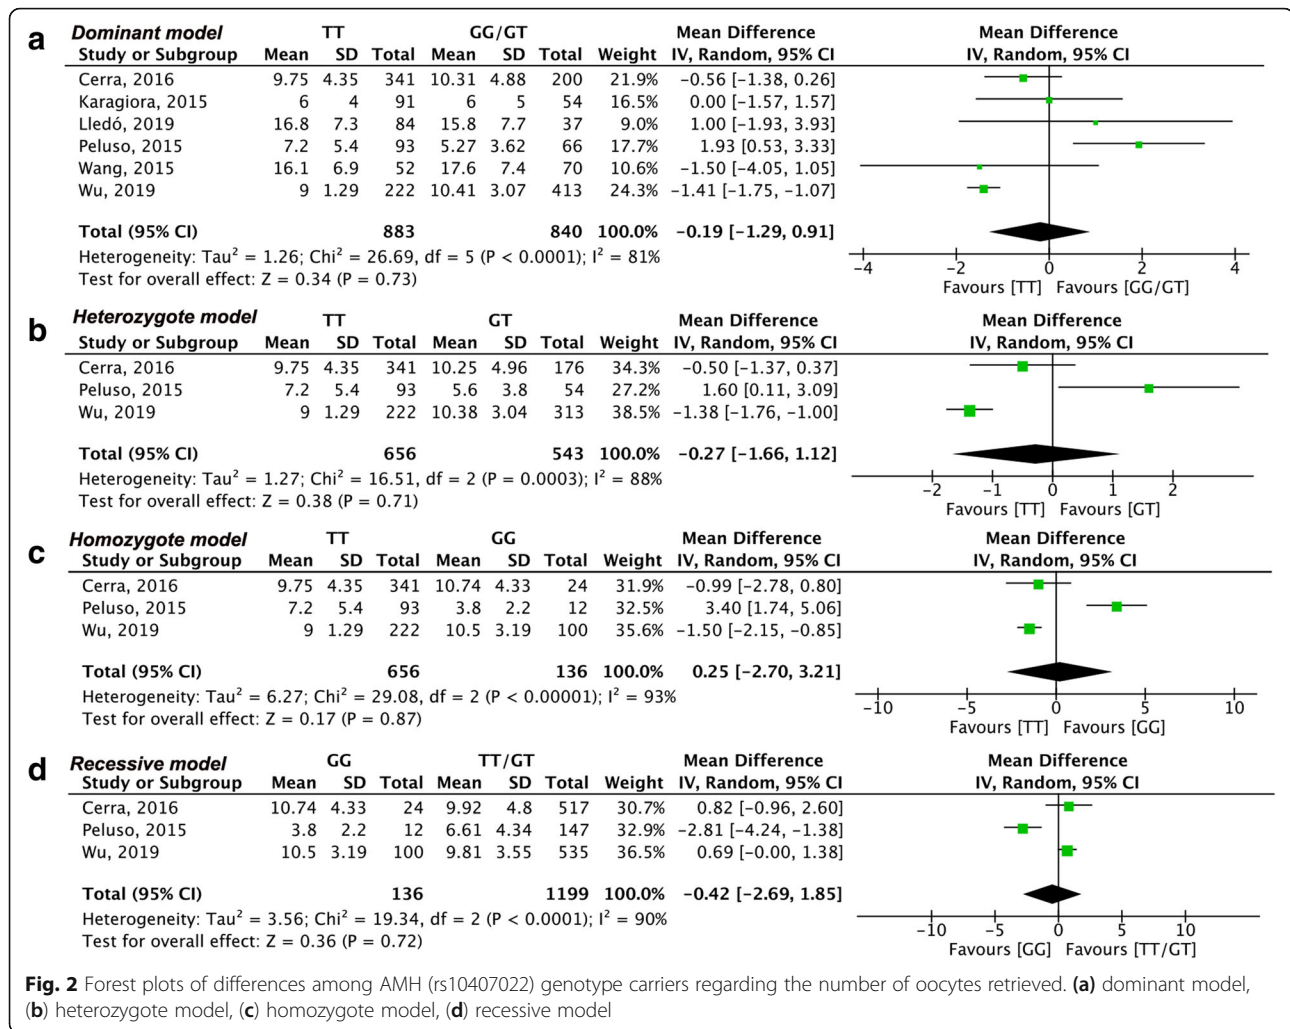 a Dominant model TT GG/GT Mean Difference Mean Difference
Study or Subgroup Mean SD Total Mean SD Total Weight IV, Random, 95% CI IV, Random, 95% CI
Cerra, 2016 9.75 4.35 341 10.31 4.88 200 21.9% −0.56 [−1.38, 0.26]
Karagiora, 2015 6 4 91 6 5 54 16.5% 0.00 [−1.57, 1.57]
Lledó, 2019 16.8 7.3 84 15.8 7.7 37 9.0% 1.00 [−1.93, 3.93]
Peluso, 2015 7.2 5.4 93 5.27 3.62 66 17.7% 1.93 [0.53, 3.33]
Wang, 2015 16.1 6.9 52 17.6 7.4 70 10.6% −1.50 [−4.05, 1.05]
Wu, 2019 9 1.29 222 10.41 3.07 413 24.3% −1.41 [−1.75, −1.07]
Total (95% CI) 883 840 100.0% −0.19 [−1.29, 0.91]
Heterogeneity: Tau² = 1.26; Chi² = 26.69, df = 5 (P < 0.0001); I² = 81%
Test for overall effect: Z = 0.34 (P = 0.73)
−4 −2 0 2 4
Favours [TT] Favours [GG/GT]
b Heterozygote model TT GT Mean Difference Mean Difference
Study or Subgroup Mean SD Total Mean SD Total Weight IV, Random, 95% CI IV, Random, 95% CI
Cerra, 2016 9.75 4.35 341 10.25 4.96 176 34.3% −0.50 [−1.37, 0.37]
Peluso, 2015 7.2 5.4 93 5.6 3.8 54 27.2% 1.60 [0.11, 3.09]
Wu, 2019 9 1.29 222 10.38 3.04 313 38.5% −1.38 [−1.76, −1.00]
Total (95% CI) 656 543 100.0% −0.27 [−1.66, 1.12]
Heterogeneity: Tau² = 1.27; Chi² = 16.51, df = 2 (P = 0.0003); I² = 88%
Test for overall effect: Z = 0.38 (P = 0.71)
−2 −1 0 1 2
Favours [TT] Favours [GT]
c Homozygote model TT GG Mean Difference Mean Difference
Study or Subgroup Mean SD Total Mean SD Total Weight IV, Random, 95% CI IV, Random, 95% CI
Cerra, 2016 9.75 4.35 341 10.74 4.33 24 31.9% −0.99 [−2.78, 0.80]
Peluso, 2015 7.2 5.4 93 3.8 2.2 12 32.5% 3.40 [1.74, 5.06]
Wu, 2019 9 1.29 222 10.5 3.19 100 35.6% −1.50 [−2.15, −0.85]
Total (95% CI) 656 136 100.0% 0.25 [−2.70, 3.21]
Heterogeneity: Tau² = 6.27; Chi² = 29.08, df = 2 (P < 0.00001); I² = 93%
Test for overall effect: Z = 0.17 (P = 0.87)
−10 −5 0 5 10
Favours [TT] Favours [GG]
d Recessive model GG TT/GT Mean Difference Mean Difference
Study or Subgroup Mean SD Total Mean SD Total Weight IV, Random, 95% CI IV, Random, 95% CI
Cerra, 2016 10.74 4.33 24 9.92 4.8 517 30.7% 0.82 [−0.96, 2.60]
Peluso, 2015 3.8 2.2 12 6.61 4.34 147 32.9% −2.81 [−4.24, −1.38]
Wu, 2019 10.5 3.19 100 9.81 3.55 535 36.5% 0.69 [−0.00, 1.38]
Total (95% CI) 136 1199 100.0% −0.42 [−2.69, 1.85]
Heterogeneity: Tau² = 3.56; Chi² = 19.34, df = 2 (P < 0.0001); I² = 90%
Test for overall effect: Z = 0.36 (P = 0.72)
−10 −5 0 5 10
Favours [GG] Favours [TT/GT]
Fig. 2 Forest plots of differences among AMH (rs10407022) genotype carriers regarding the number of oocytes retrieved. (a) dominant model,
(b) heterozygote model, (c) homozygote model, (d) recessive model